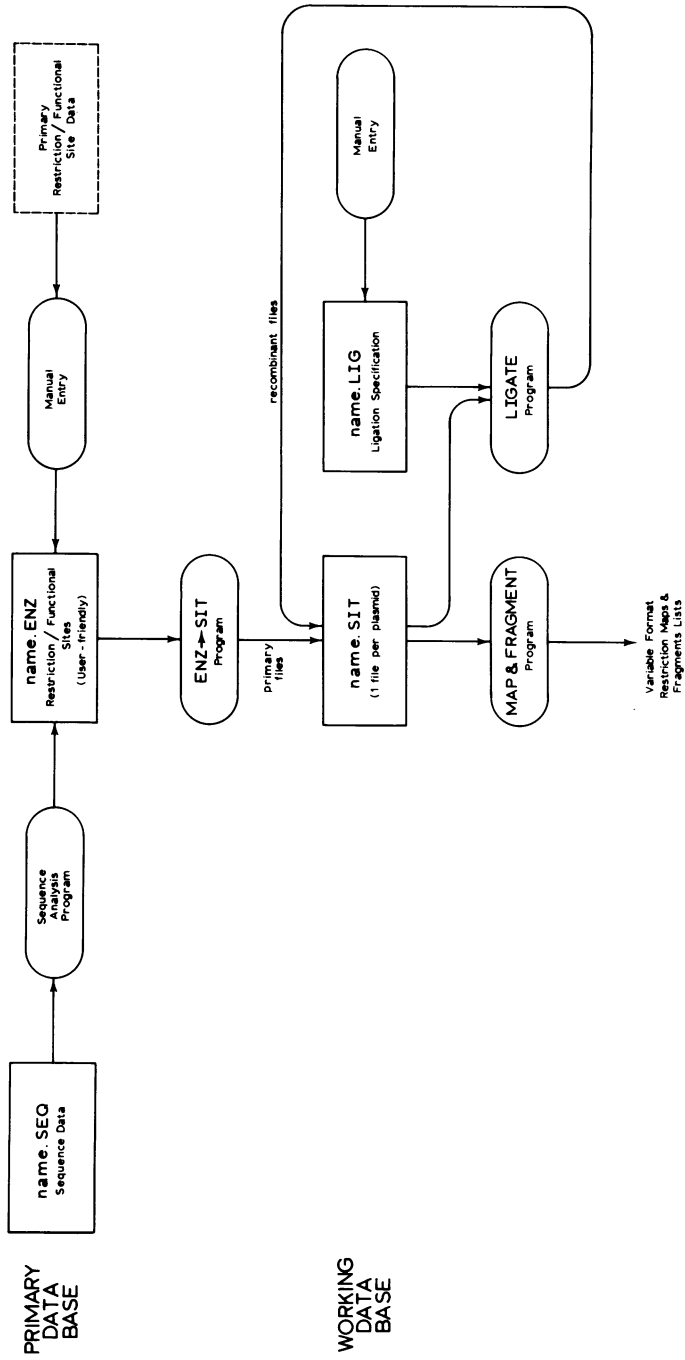 PRIMARY
DATA
BASE
name.SEQ
Sequence Data
Sequence
Analysis
Program
name.ENZ
Restriction/Functional
Sites
(User-friendly)
Manual
Entry
Primary
Restriction/Functional
Site Data
ENZ→SIT
Program
primary
files
recombinant files
WORKING
DATA
BASE
name.SIT
(1 file per plasmid)
name.LIG
Ligation Specification
Manual
Entry
MAP & FRAGMENT
Program
LIGATE
Program
Variable Format
Restriction Maps &
Fragments Lists